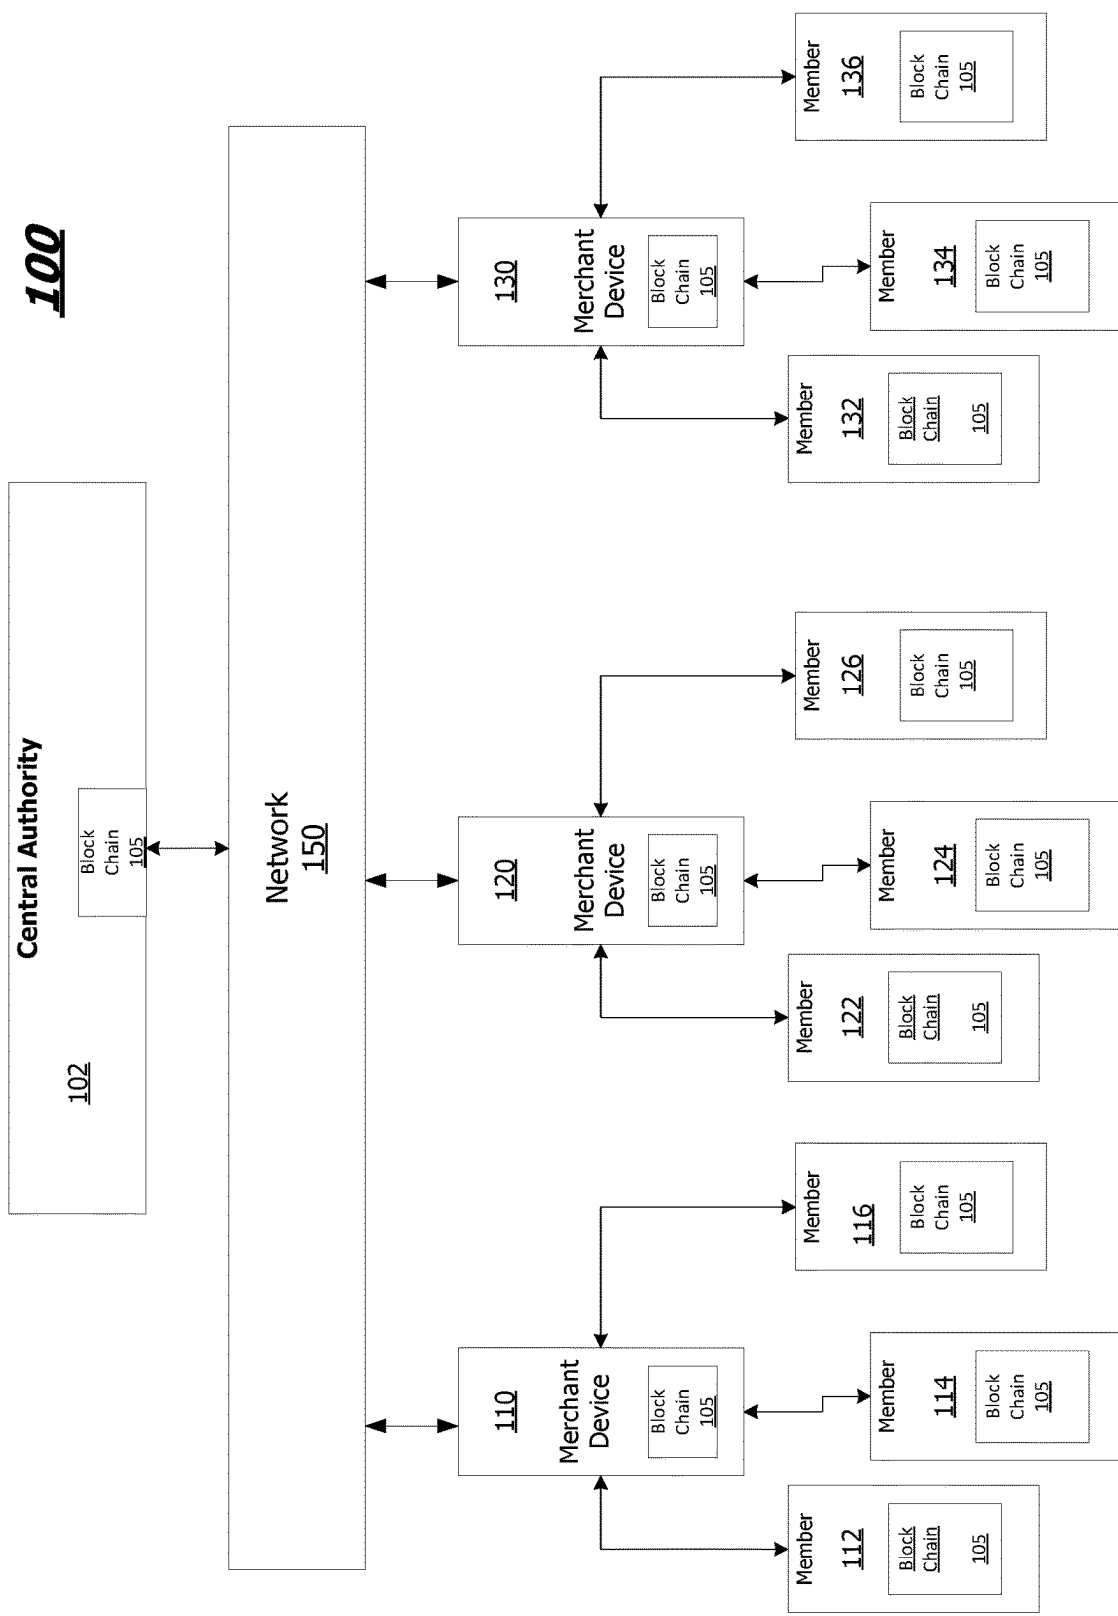 100
Central Authority
102
Block
Chain
105
Network
150
110
Merchant
Device
Block
Chain
105
120
Merchant
Device
Block
Chain
105
130
Merchant
Device
Block
Chain
105
Member
112
Block
Chain
105
Member
114
Block
Chain
105
Member
116
Block
Chain
105
Member
122
Block
Chain
105
Member
124
Block
Chain
105
Member
126
Block
Chain
105
Member
132
Block
Chain
105
Member
134
Block
Chain
105
Member
136
Block
Chain
105